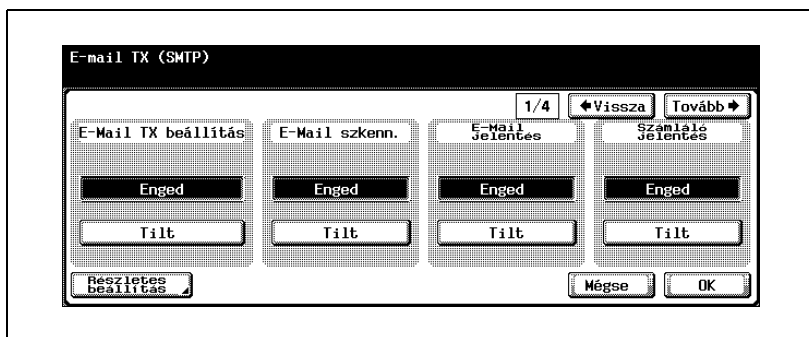 E-mail TX (SMTP)
1/4 Vissza Tovább
E-Mail TX beállítás E-Mail szkenn. E-Mail jelentés Számláló jelentés
Enged Enged Enged Enged
Tilt Tilt Tilt Tilt
Részletes beállítás Mégse OK